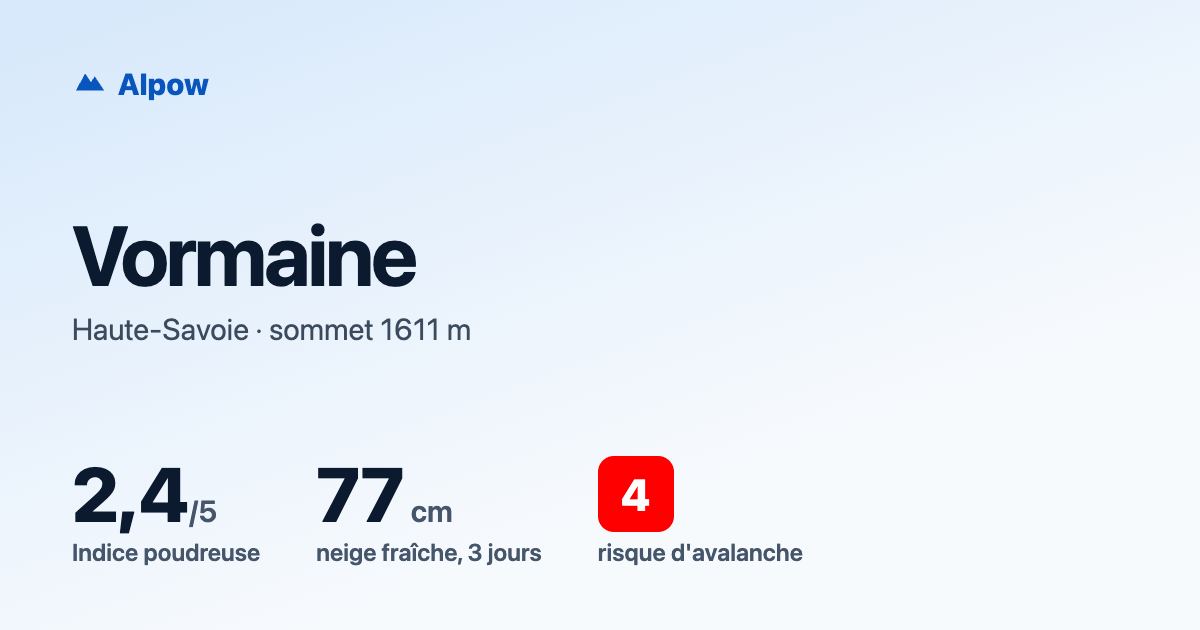 Alpow
Vormaine
Haute-Savoie · sommet 1611 m
2,4/5
Indice poudreuse
77 cm
neige fraîche, 3 jours
4
risque d'avalanche